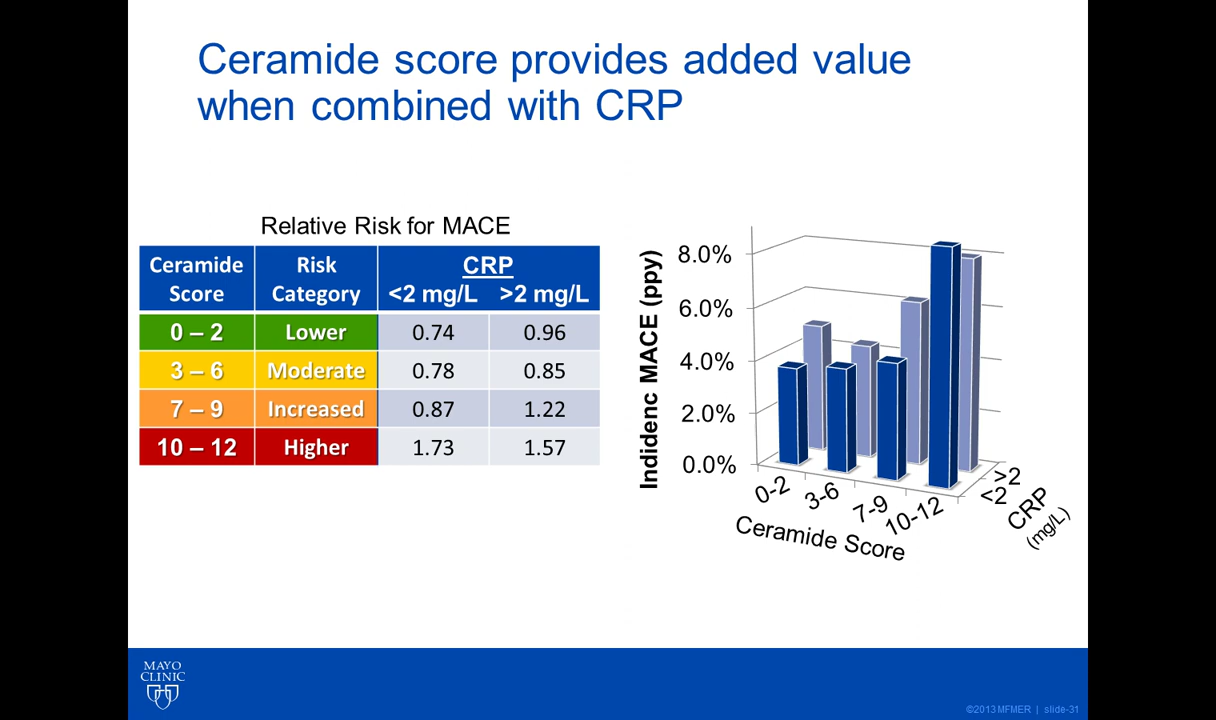 Ceramide score provides added value
when combined with CRP
Relative Risk for MACE
Ceramide Score Risk Category CRP
<2 mg/L >2 mg/L
0 – 2 Lower 0.74 0.96
3 – 6 Moderate 0.78 0.85
7 – 9 Increased 0.87 1.22
10 – 12 Higher 1.73 1.57
Indidenc MACE (ppy)
8.0%
6.0%
4.0%
2.0%
0.0%
0-2 3-6 7-9 10-12
Ceramide Score
>2
<2
CRP
(mg/L)
MAYO
CLINIC
©2013 MFMER | slide-31